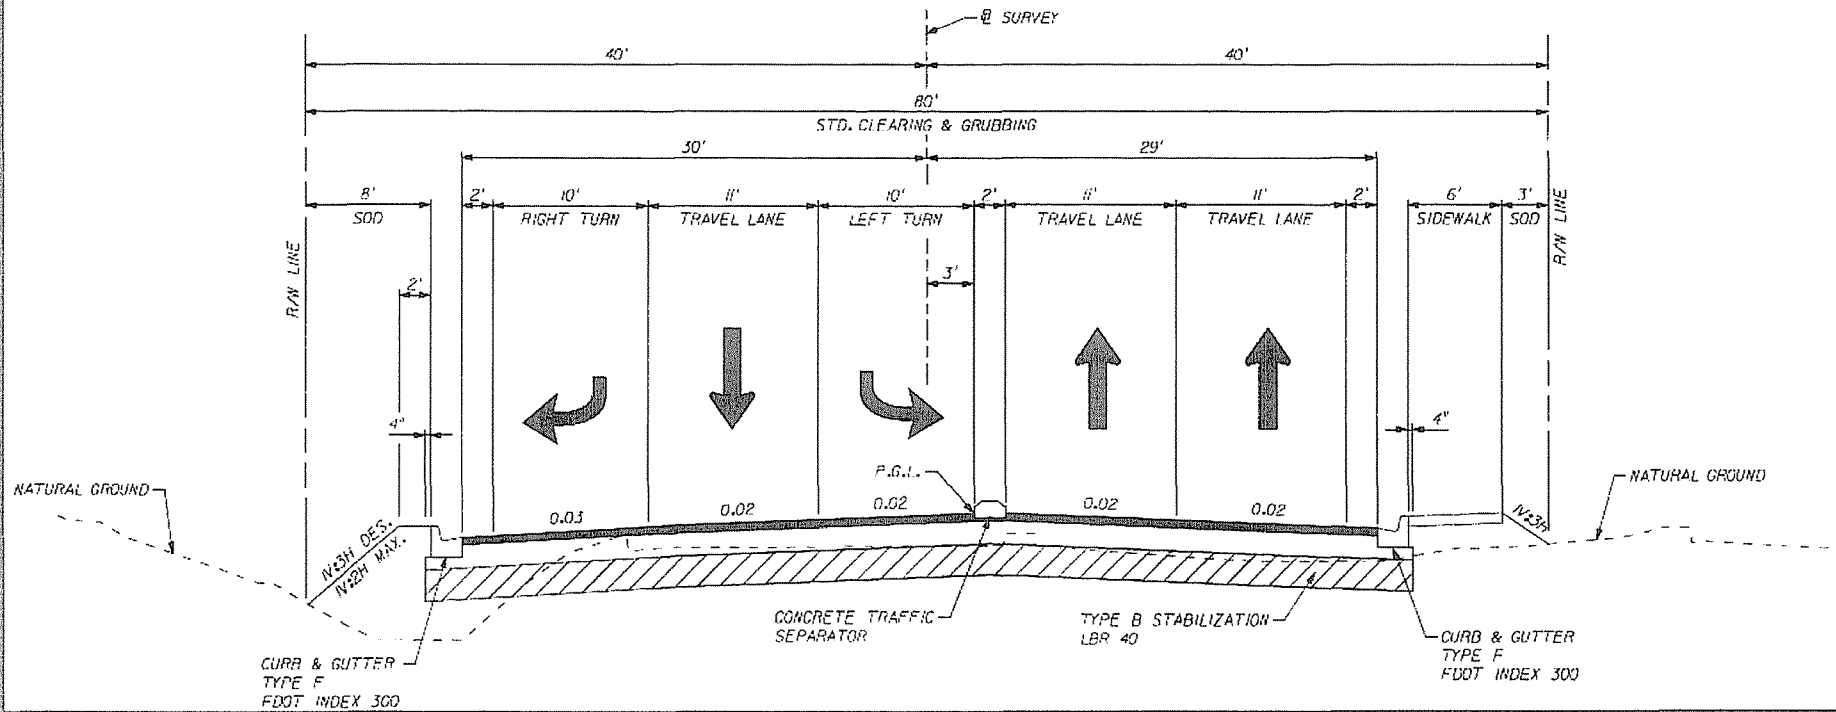 ℄ SURVEY
40'
40'
80'
STD. CLEARING & GRUBBING
30'
29'
8'
2'
10'
11'
10'
2'
11'
11'
2'
6'
3'
SOD
RIGHT TURN
TRAVEL LANE
LEFT TURN
TRAVEL LANE
TRAVEL LANE
SIDEWALK
SOD
R/W LINE
R/W LINE
2'
3'
4"
4"
P.G.L.
NATURAL GROUND
NATURAL GROUND
0.03
0.02
0.02
0.02
0.02
1V:3H DES.
1V:2H MAX.
1V:3H
CONCRETE TRAFFIC
SEPARATOR
TYPE B STABILIZATION
LBR 40
CURB & GUTTER
TYPE F
FDOT INDEX 300
CURB & GUTTER
TYPE F
FDOT INDEX 300